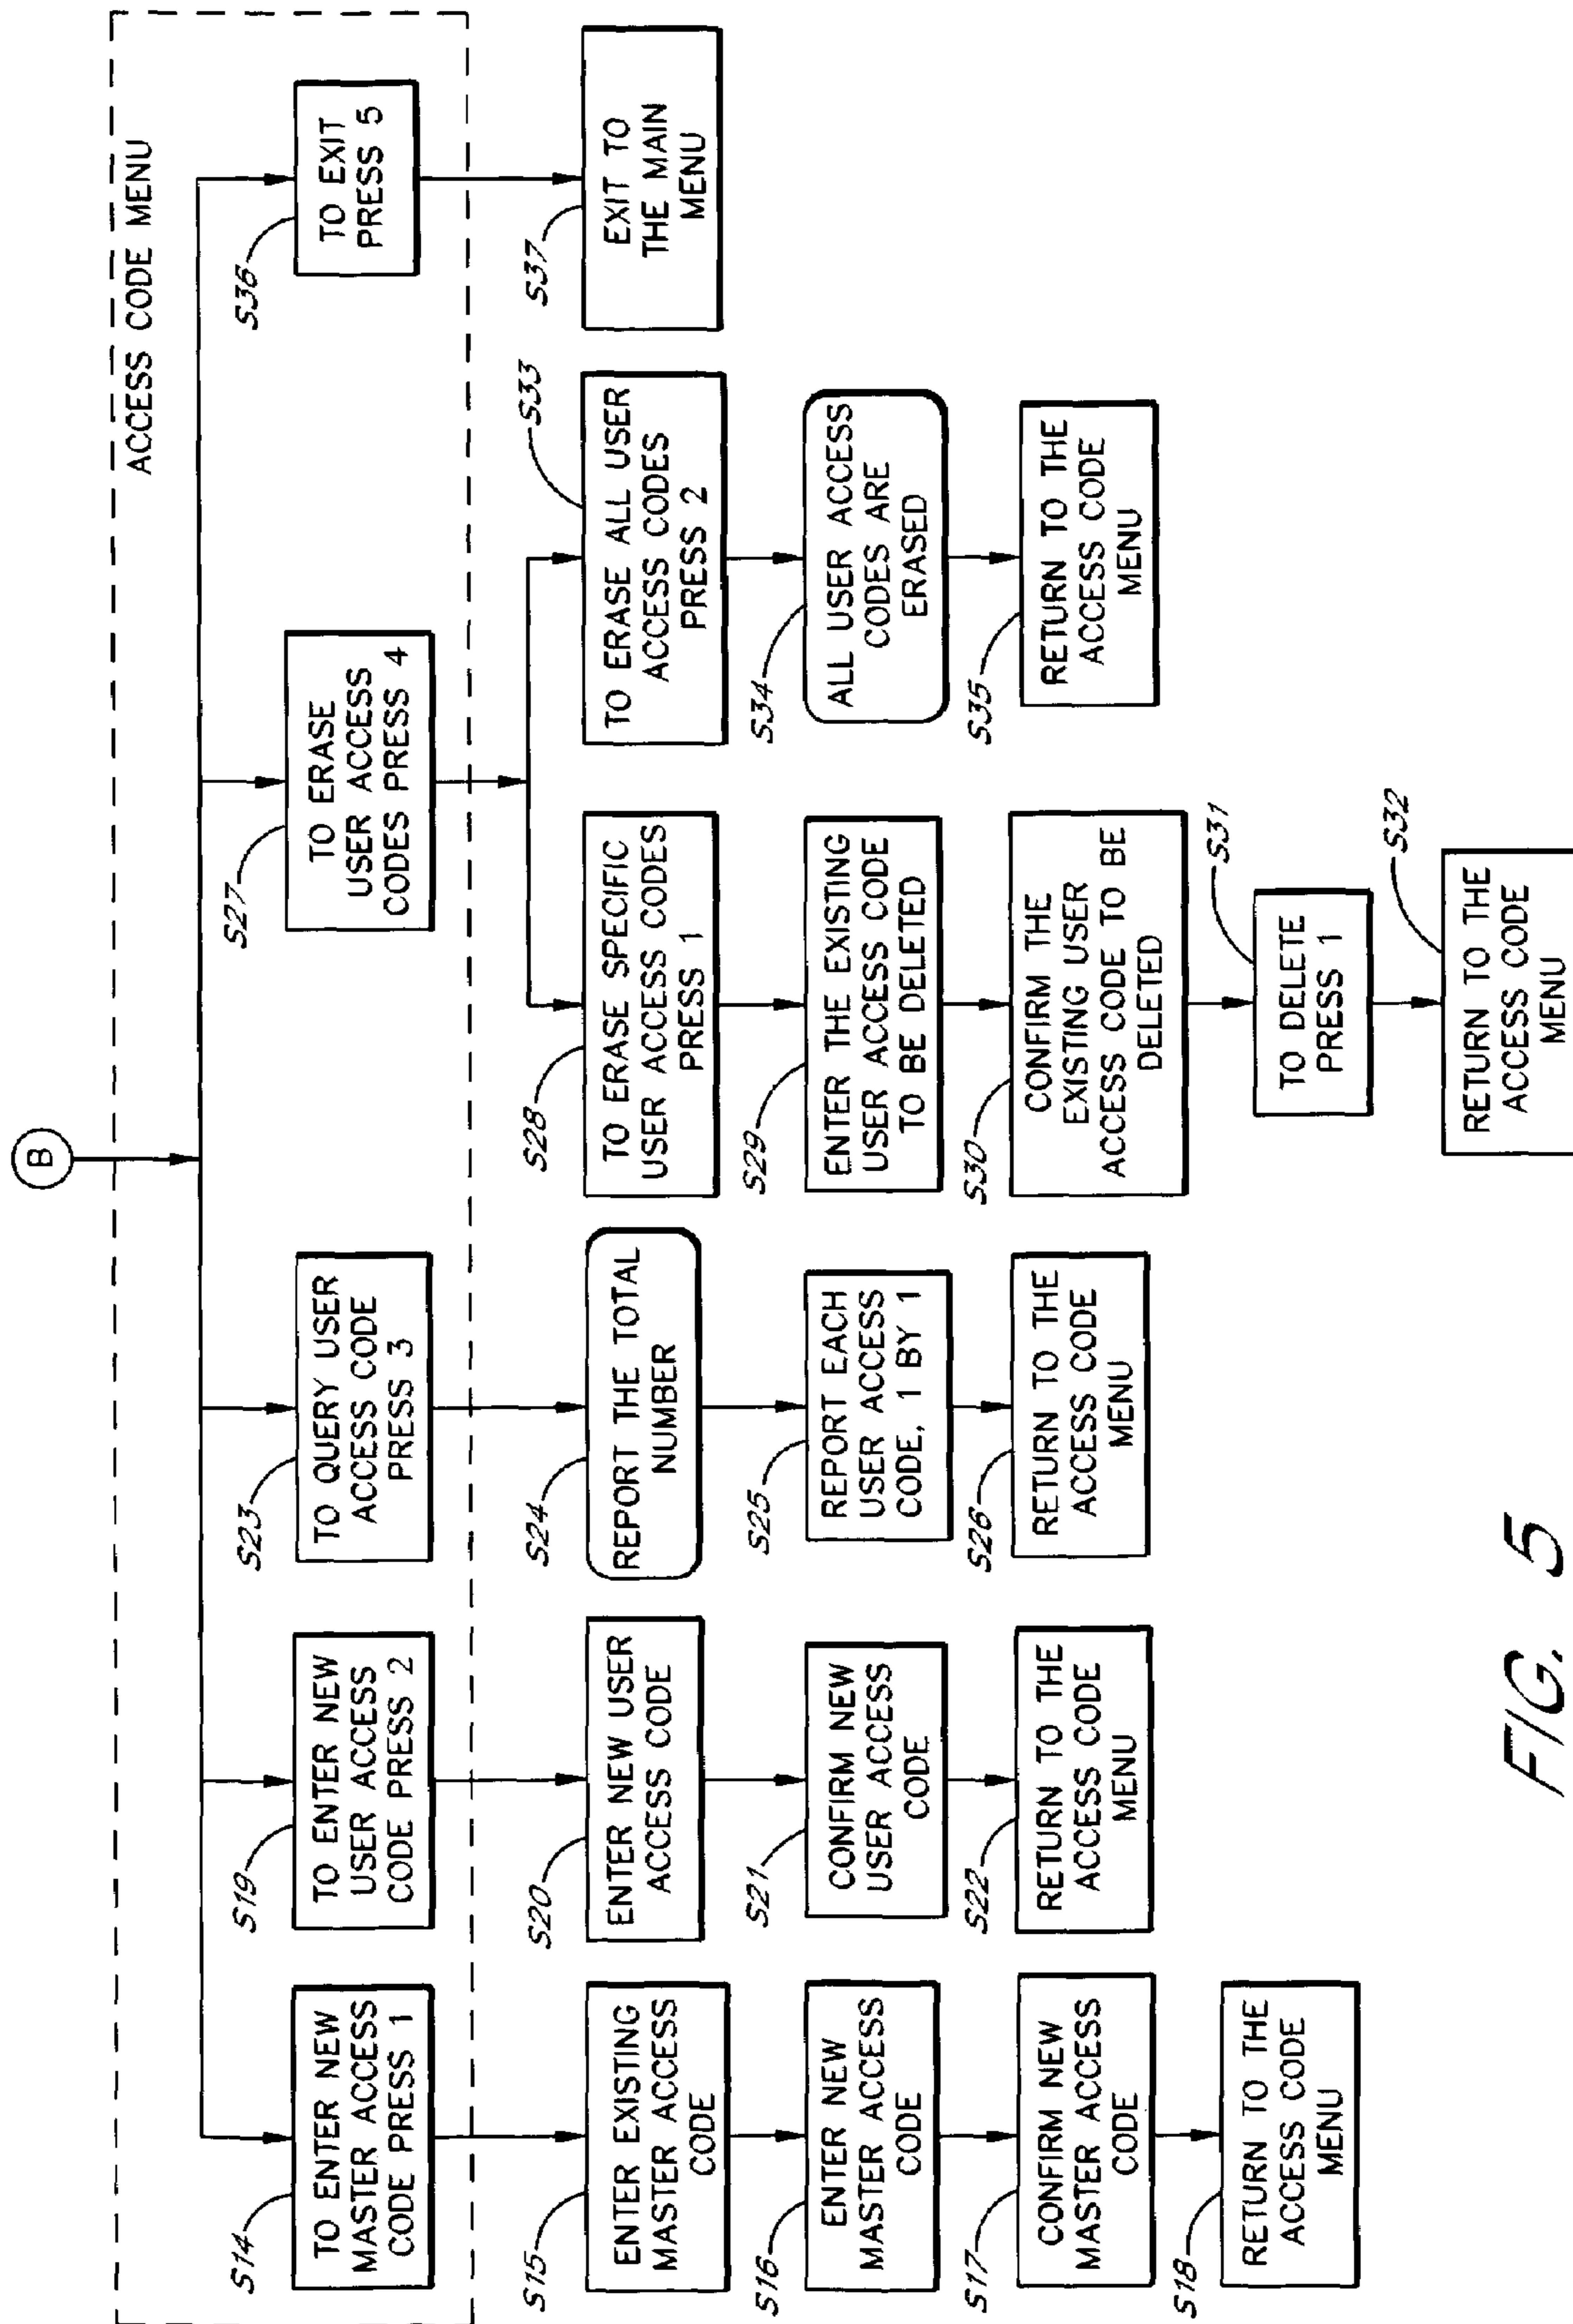 B
ACCESS CODE MENU
S14
TO ENTER NEW
MASTER ACCESS
CODE PRESS 1
S15
ENTER EXISTING
MASTER ACCESS
CODE
S16
ENTER NEW
MASTER ACCESS
CODE
S17
CONFIRM NEW
MASTER ACCESS
CODE
S18
RETURN TO THE
ACCESS CODE
MENU
S19
TO ENTER NEW
USER ACCESS
CODE PRESS 2
S20
ENTER NEW USER
ACCESS CODE
S21
CONFIRM NEW
USER ACCESS
CODE
S22
RETURN TO THE
ACCESS CODE
MENU
S23
TO QUERY USER
ACCESS CODE
PRESS 3
S24
REPORT THE TOTAL
NUMBER
S25
REPORT EACH
USER ACCESS
CODE, 1 BY 1
S26
RETURN TO THE
ACCESS CODE
MENU
S27
TO ERASE
USER ACCESS
CODES PRESS 4
S28
TO ERASE SPECIFIC
USER ACCESS CODES
PRESS 1
S29
ENTER THE EXISTING
USER ACCESS CODE
TO BE DELETED
S30
CONFIRM THE
EXISTING USER
ACCESS CODE TO BE
DELETED
S31
TO DELETE
PRESS 1
S32
RETURN TO THE
ACCESS CODE
MENU
S33
TO ERASE ALL USER
ACCESS CODES
PRESS 2
S34
ALL USER ACCESS
CODES ARE
ERASED
S35
RETURN TO THE
ACCESS CODE
MENU
S36
TO EXIT
PRESS 5
S37
EXIT TO
THE MAIN
MENU
FIG. 5